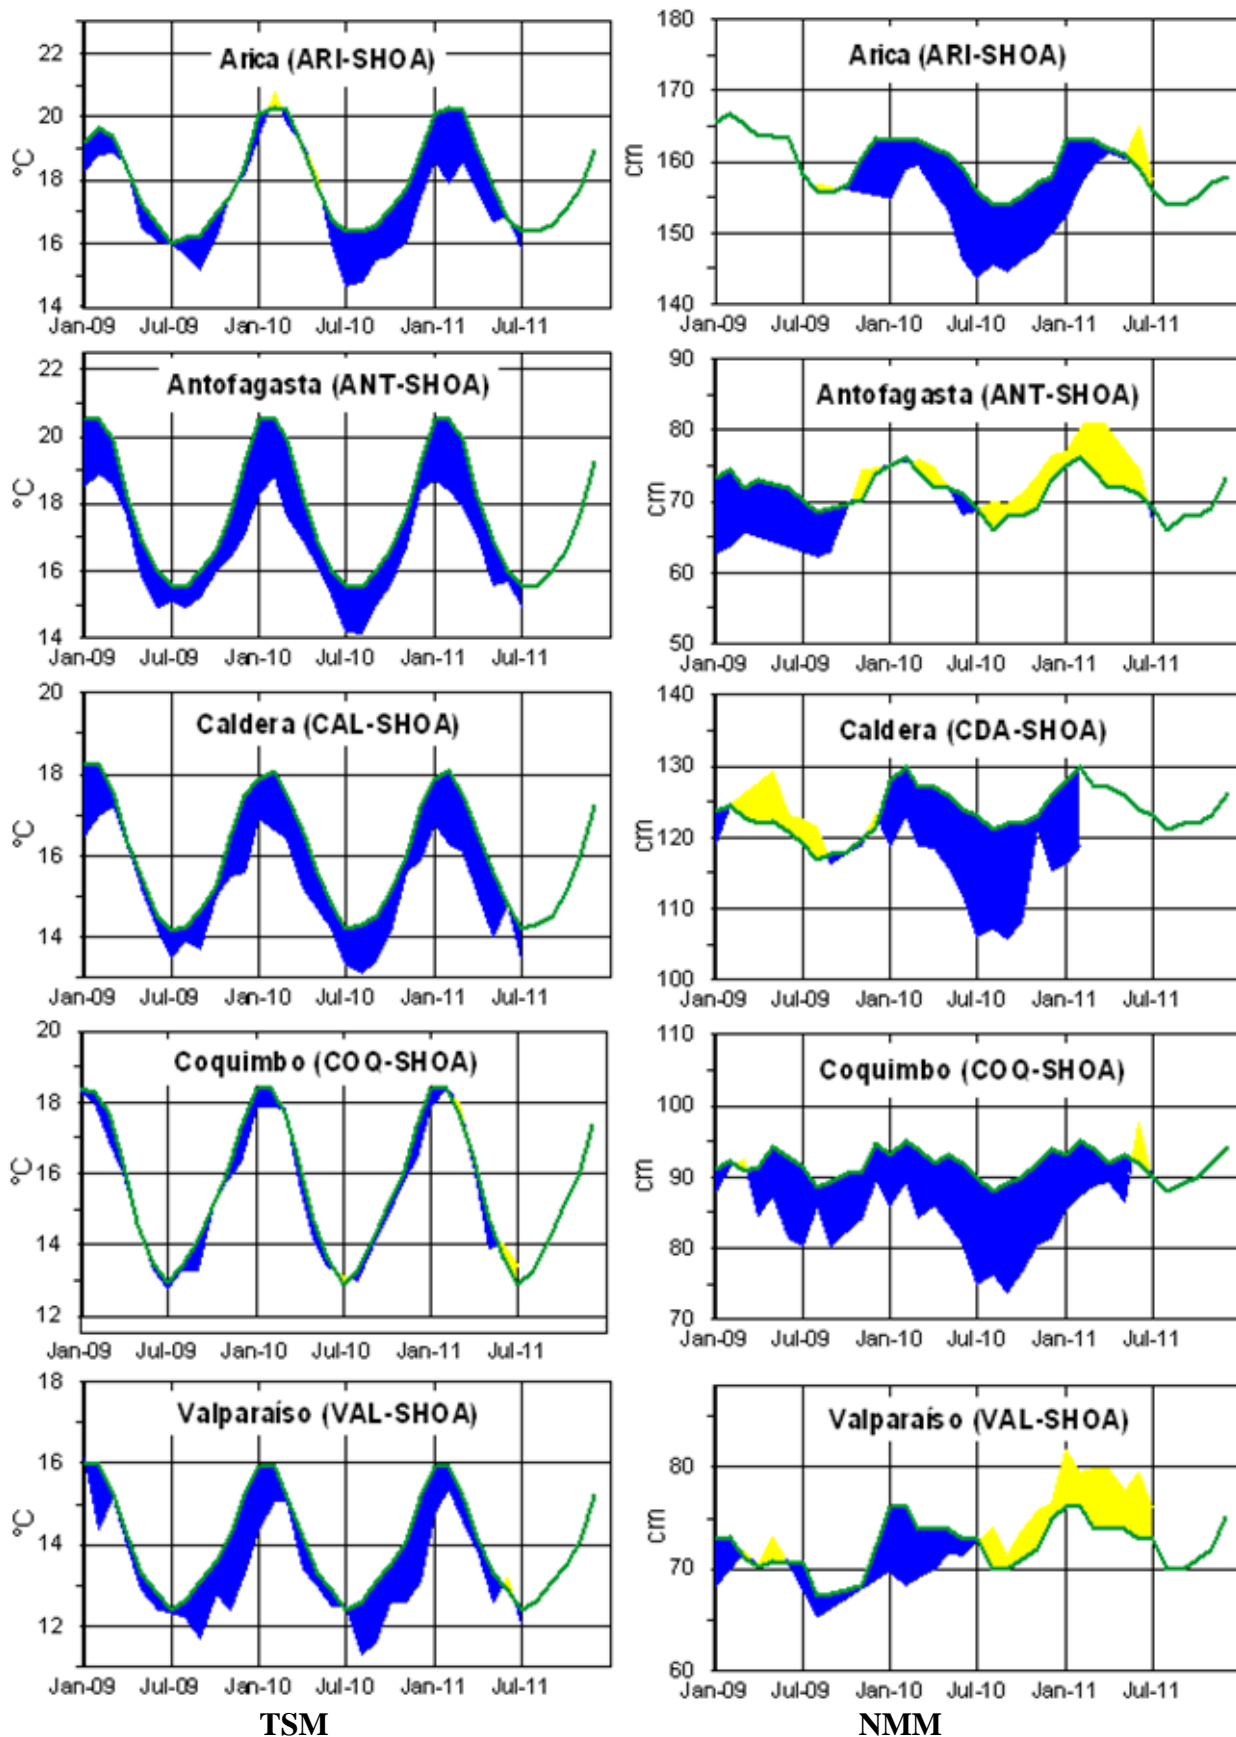 22
20
18
16
14
°C
Arica (ARI-SHOA)
Jan-09 Jul-09 Jan-10 Jul-10 Jan-11 Jul-11
180
170
160
150
140
cm
Arica (ARI-SHOA)
Jan-09 Jul-09 Jan-10 Jul-10 Jan-11 Jul-11
22
20
18
16
14
°C
Antofagasta (ANT-SHOA)
Jan-09 Jul-09 Jan-10 Jul-10 Jan-11 Jul-11
90
80
70
60
50
cm
Antofagasta (ANT-SHOA)
Jan-09 Jul-09 Jan-10 Jul-10 Jan-11 Jul-11
20
18
16
14
°C
Caldera (CAL-SHOA)
Jan-09 Jul-09 Jan-10 Jul-10 Jan-11 Jul-11
140
130
120
110
100
cm
Caldera (CDA-SHOA)
Jan-09 Jul-09 Jan-10 Jul-10 Jan-11 Jul-11
20
18
16
14
12
°C
Coquimbo (COQ-SHOA)
Jan-09 Jul-09 Jan-10 Jul-10 Jan-11 Jul-11
110
100
90
80
70
cm
Coquimbo (COQ-SHOA)
Jan-09 Jul-09 Jan-10 Jul-10 Jan-11 Jul-11
18
16
14
12
°C
Valparaíso (VAL-SHOA)
Jan-09 Jul-09 Jan-10 Jul-10 Jan-11 Jul-11
80
70
60
cm
Valparaíso (VAL-SHOA)
Jan-09 Jul-09 Jan-10 Jul-10 Jan-11 Jul-11
TSM
NMM